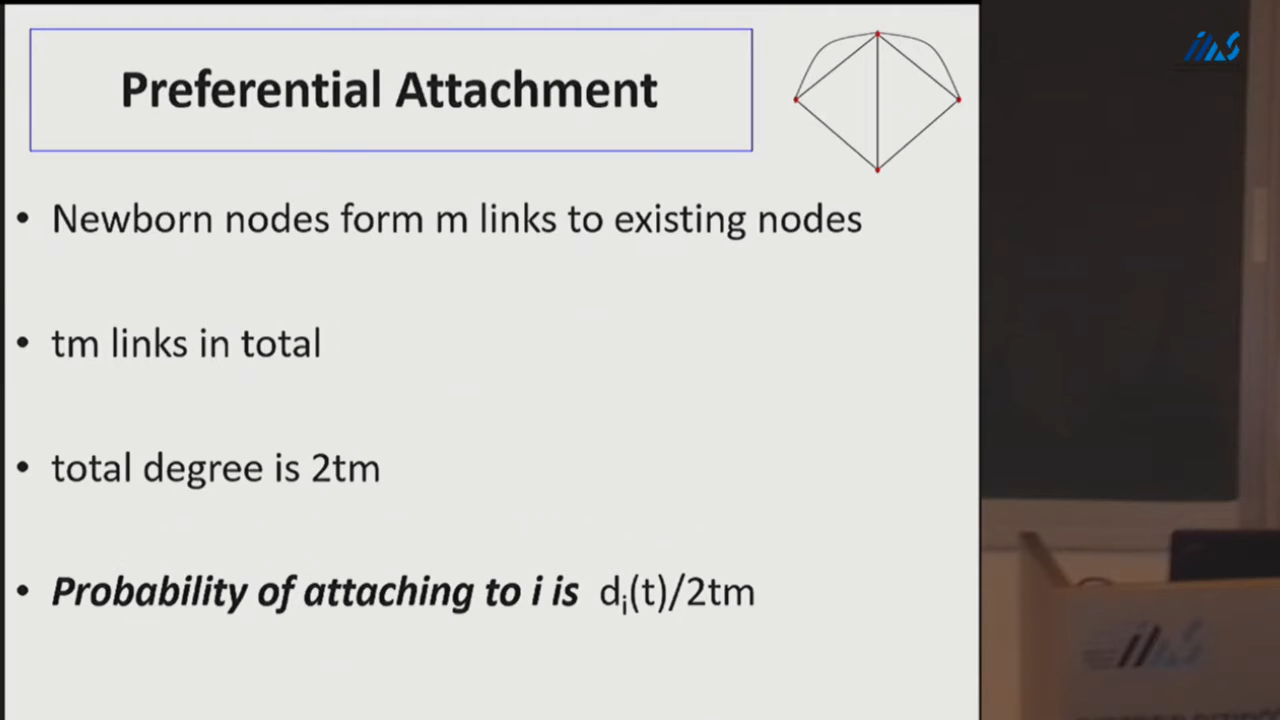 Preferential Attachment
• Newborn nodes form m links to existing nodes
• tm links in total
• total degree is 2tm
• Probability of attaching to i is dᵢ(t)/2tm